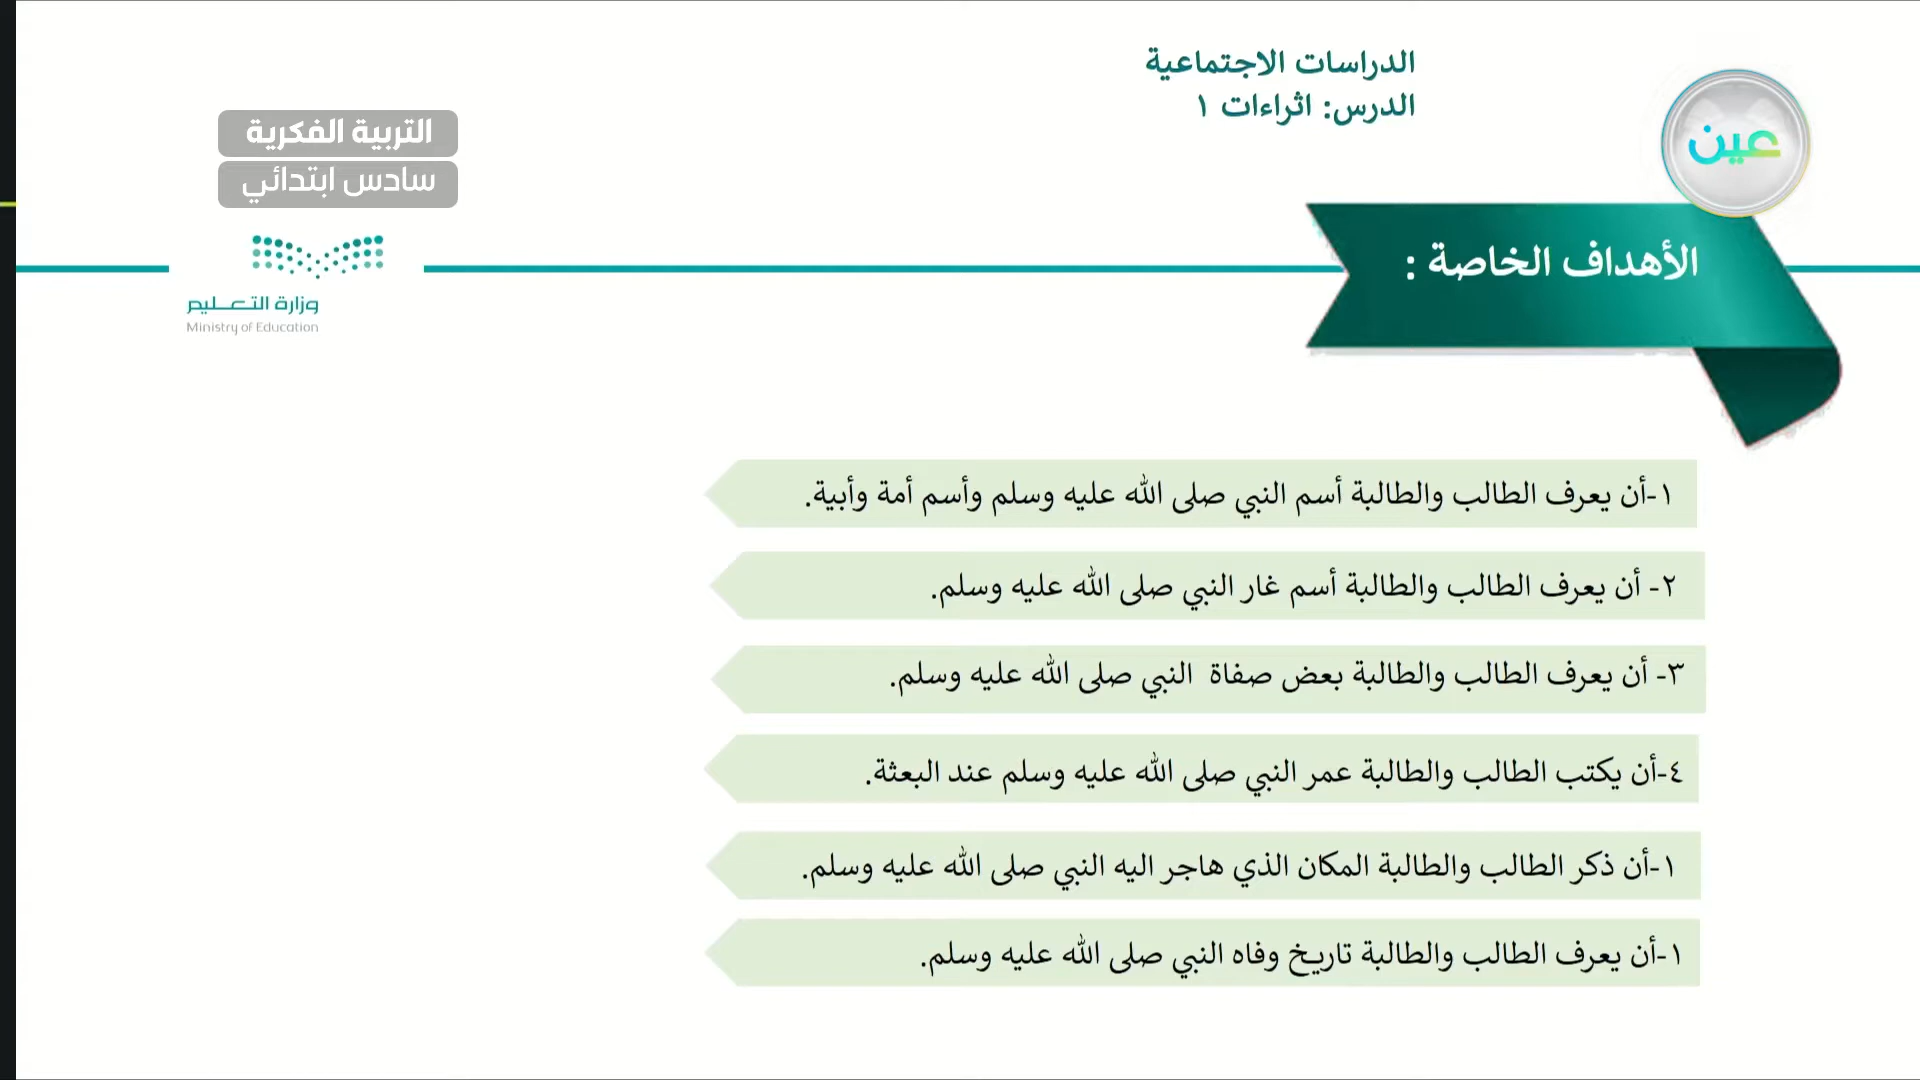 الدراسات الاجتماعية
الدرس: اثراءات ١
عين
التربية الفكرية
سادس ابتدائي
وزارة التعليم
Ministry of Education
الأهداف الخاصة :
١-أن يعرف الطالب والطالبة أسم النبي صلى الله عليه وسلم وأسم أمة وأبية.
٢- أن يعرف الطالب والطالبة أسم غار النبي صلى الله عليه وسلم.
٣- أن يعرف الطالب والطالبة بعض صفاة النبي صلى الله عليه وسلم.
٤-أن يكتب الطالب والطالبة عمر النبي صلى الله عليه وسلم عند البعثة.
١-أن ذكر الطالب والطالبة المكان الذي هاجر اليه النبي صلى الله عليه وسلم.
١-أن يعرف الطالب والطالبة تاريخ وفاه النبي صلى الله عليه وسلم.